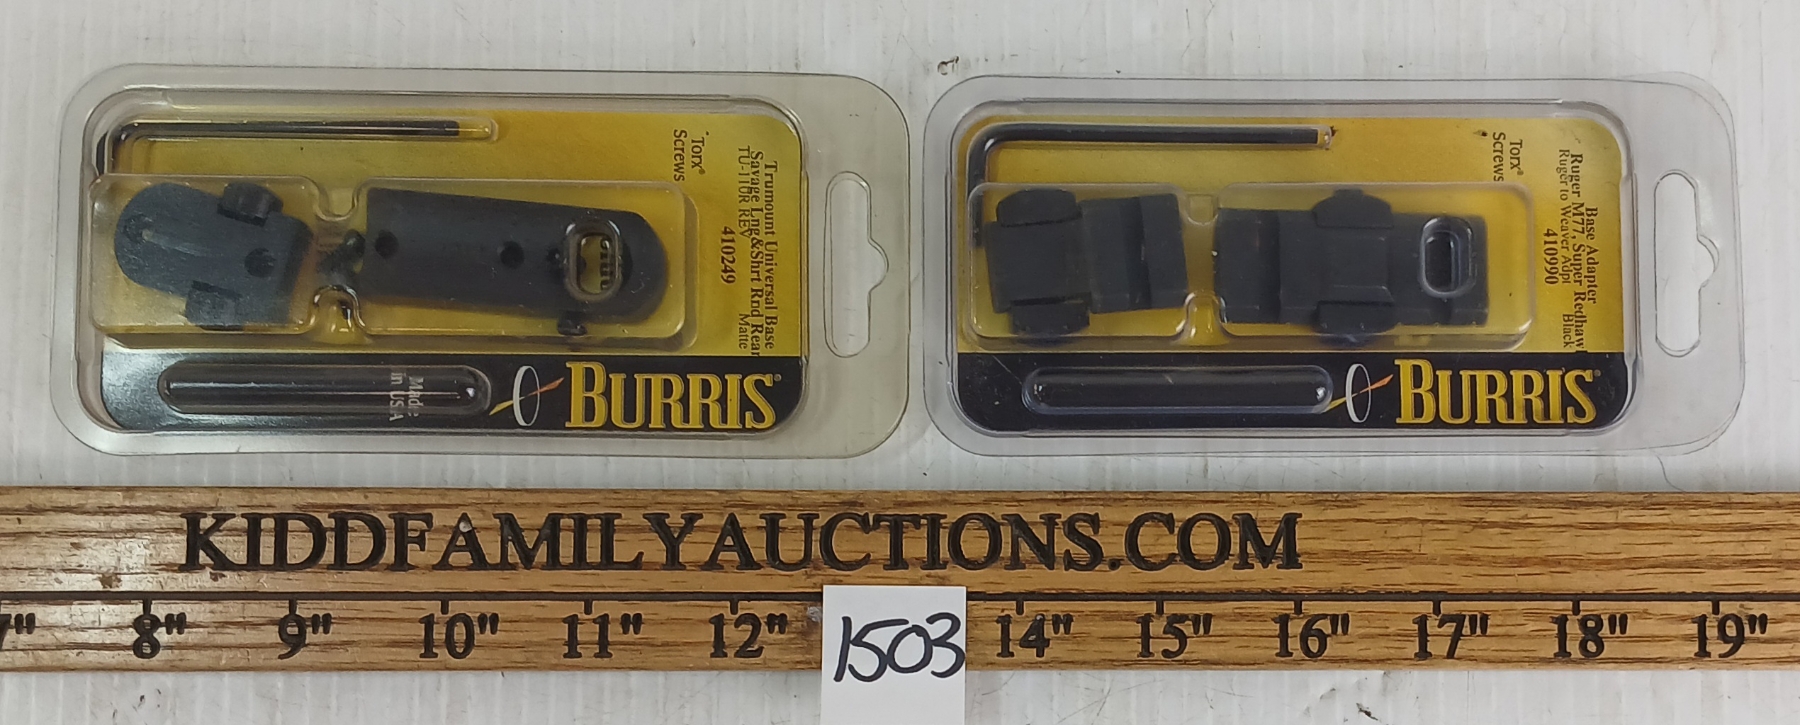 Torx® Screws
Trumount Universal Base
Savage Lng&Shrt Rnd Rear
TU-110R REV Matte
410249
Made in USA
BURRIS
Torx® Screws
Base Adapter
Ruger M77, Super Redhawk
Ruger to Weaver Adpt Black
410990
BURRIS
KIDDFAMILYAUCTIONS.COM
8" 9" 10" 11" 12" 14" 15" 16" 17" 18" 19"
1503